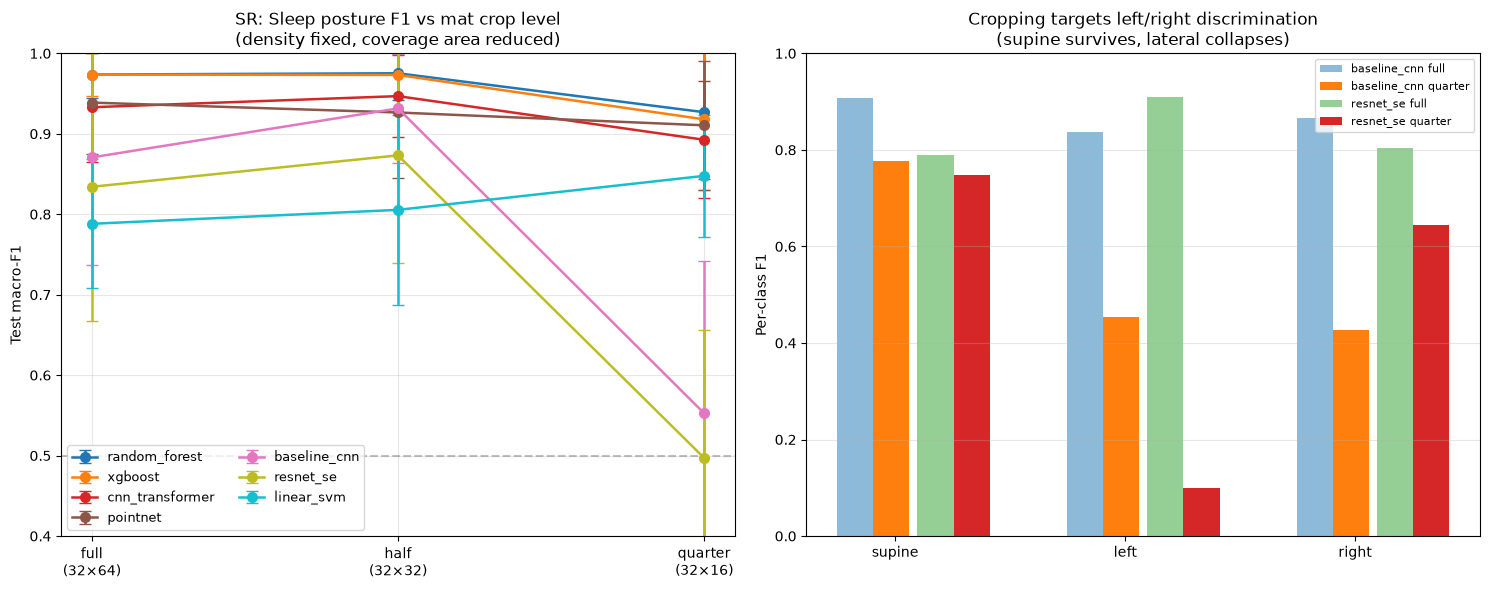 SR: Sleep posture F1 vs mat crop level
(density fixed, coverage area reduced)
Test macro-F1
1.0
0.9
0.8
0.7
0.6
0.5
0.4
random_forest
xgboost
cnn_transformer
pointnet
baseline_cnn
resnet_se
linear_svm
full
(32×64)
half
(32×32)
quarter
(32×16)
Cropping targets left/right discrimination
(supine survives, lateral collapses)
Per-class F1
1.0
0.8
0.6
0.4
0.2
0.0
baseline_cnn full
baseline_cnn quarter
resnet_se full
resnet_se quarter
supine
left
right